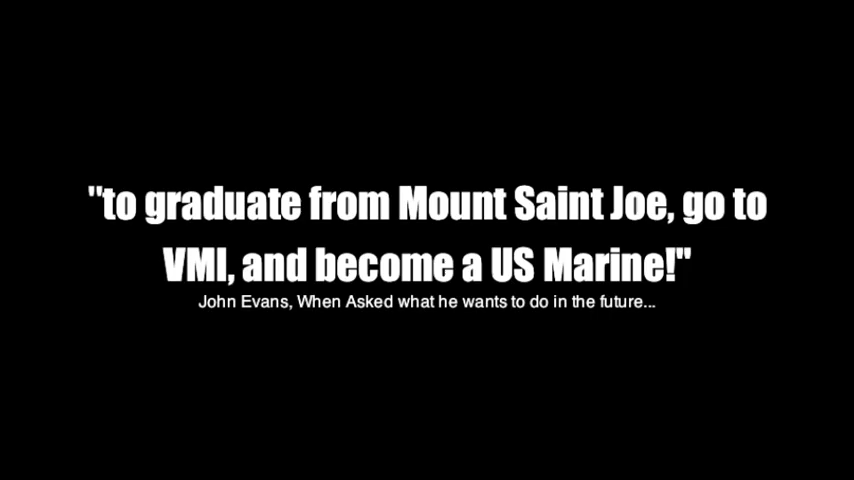 "to graduate from Mount Saint Joe, go to
VMI, and become a US Marine!"
John Evans, When Asked what he wants to do in the future...